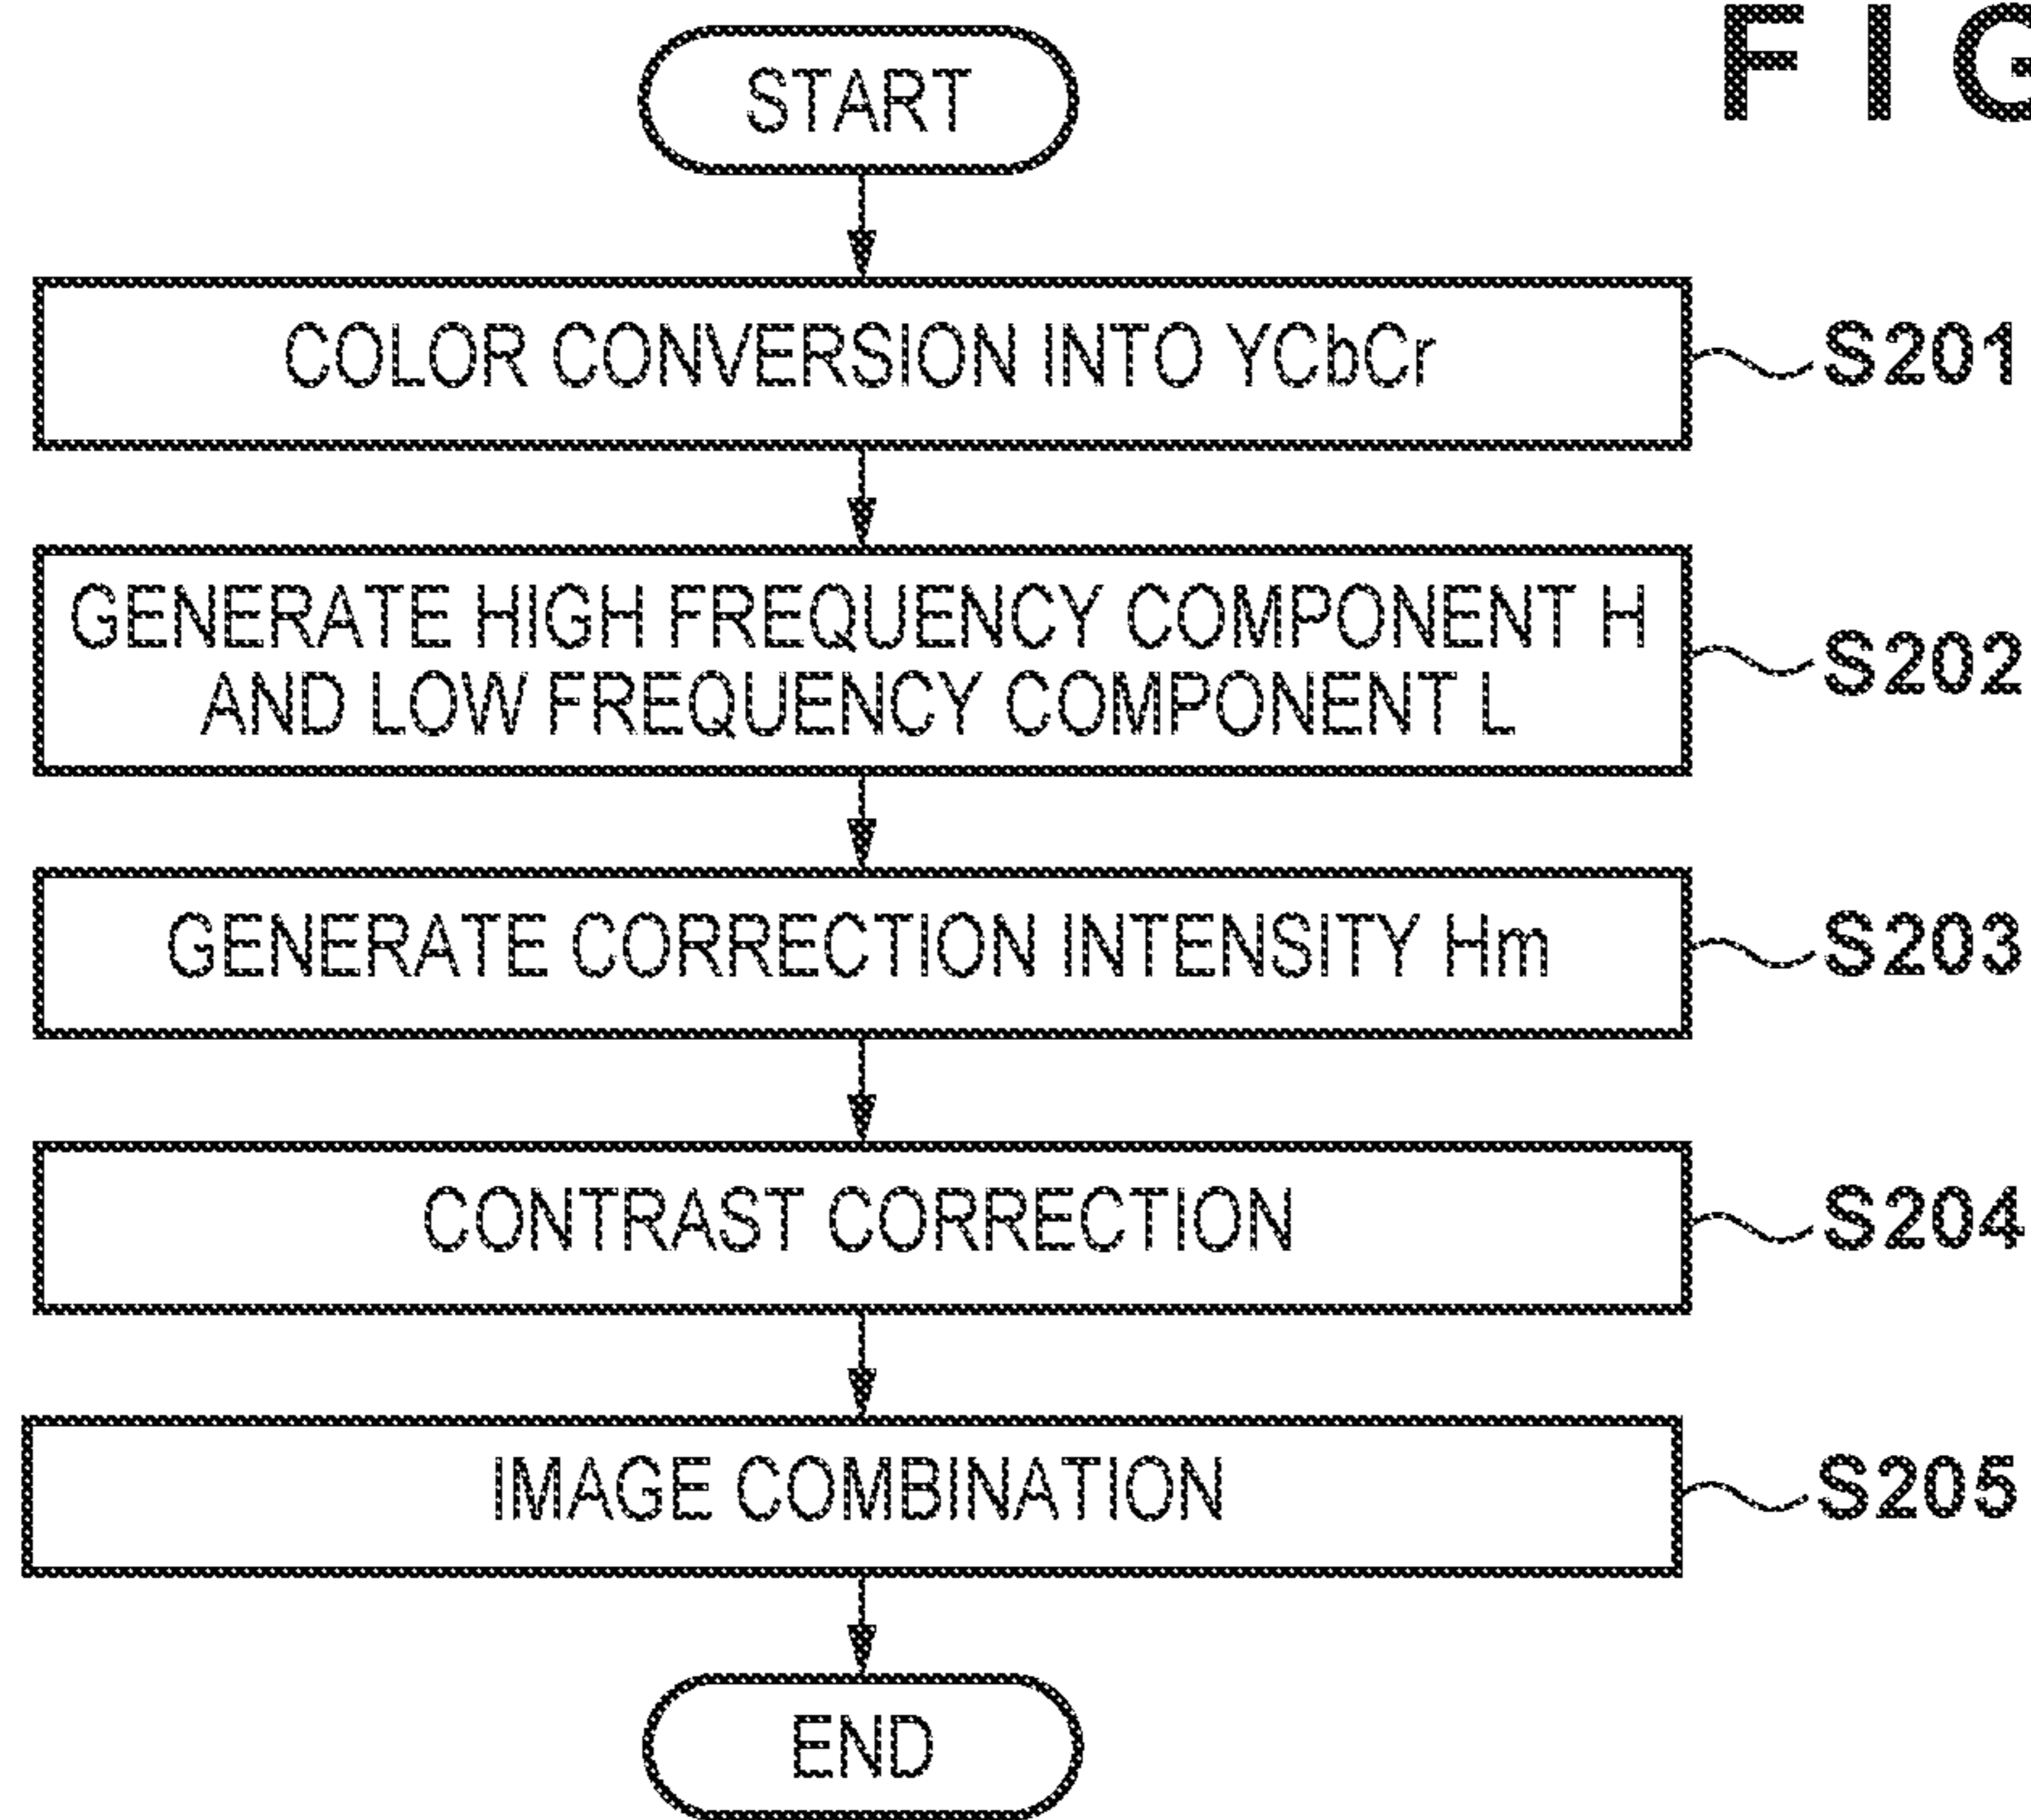 FIG
START
COLOR CONVERSION INTO YCbCr
S201
GENERATE HIGH FREQUENCY COMPONENT H
AND LOW FREQUENCY COMPONENT L
S202
GENERATE CORRECTION INTENSITY Hm
S203
CONTRAST CORRECTION
S204
IMAGE COMBINATION
S205
END